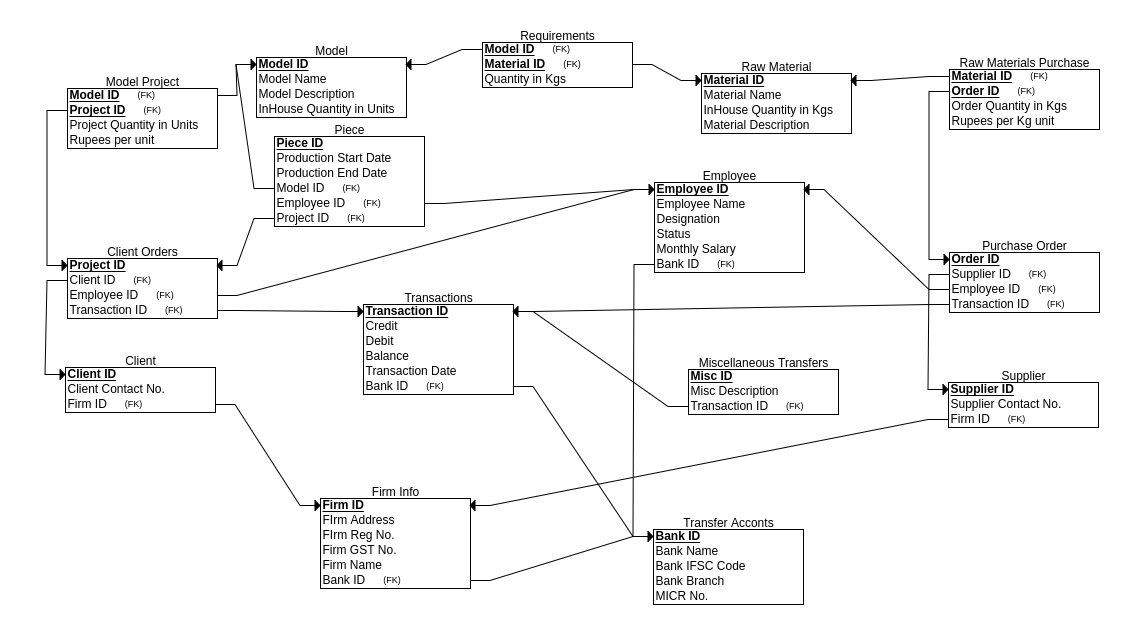 Requirements
Model ID (FK)
Material ID (FK)
Quantity in Kgs
Model
Model ID
Model Name
Model Description
InHouse Quantity in Units
Raw Material
Material ID
Material Name
InHouse Quantity in Kgs
Material Description
Raw Materials Purchase
Material ID (FK)
Order ID (FK)
Order Quantity in Kgs
Rupees per Kg unit
Model Project
Model ID (FK)
Project ID (FK)
Project Quantity in Units
Rupees per unit
Piece
Piece ID
Production Start Date
Production End Date
Model ID (FK)
Employee ID (FK)
Project ID (FK)
Employee
Employee ID
Employee Name
Designation
Status
Monthly Salary
Bank ID (FK)
Client Orders
Project ID
Client ID (FK)
Employee ID (FK)
Transaction ID (FK)
Purchase Order
Order ID
Supplier ID (FK)
Employee ID (FK)
Transaction ID (FK)
Transactions
Transaction ID
Credit
Debit
Balance
Transaction Date
Bank ID (FK)
Client
Client ID
Client Contact No.
Firm ID (FK)
Miscellaneous Transfers
Misc ID
Misc Description
Transaction ID (FK)
Supplier
Supplier ID
Supplier Contact No.
Firm ID (FK)
Firm Info
Firm ID
FIrm Address
FIrm Reg No.
Firm GST No.
Firm Name
Bank ID (FK)
Transfer Acconts
Bank ID
Bank Name
Bank IFSC Code
Bank Branch
MICR No.